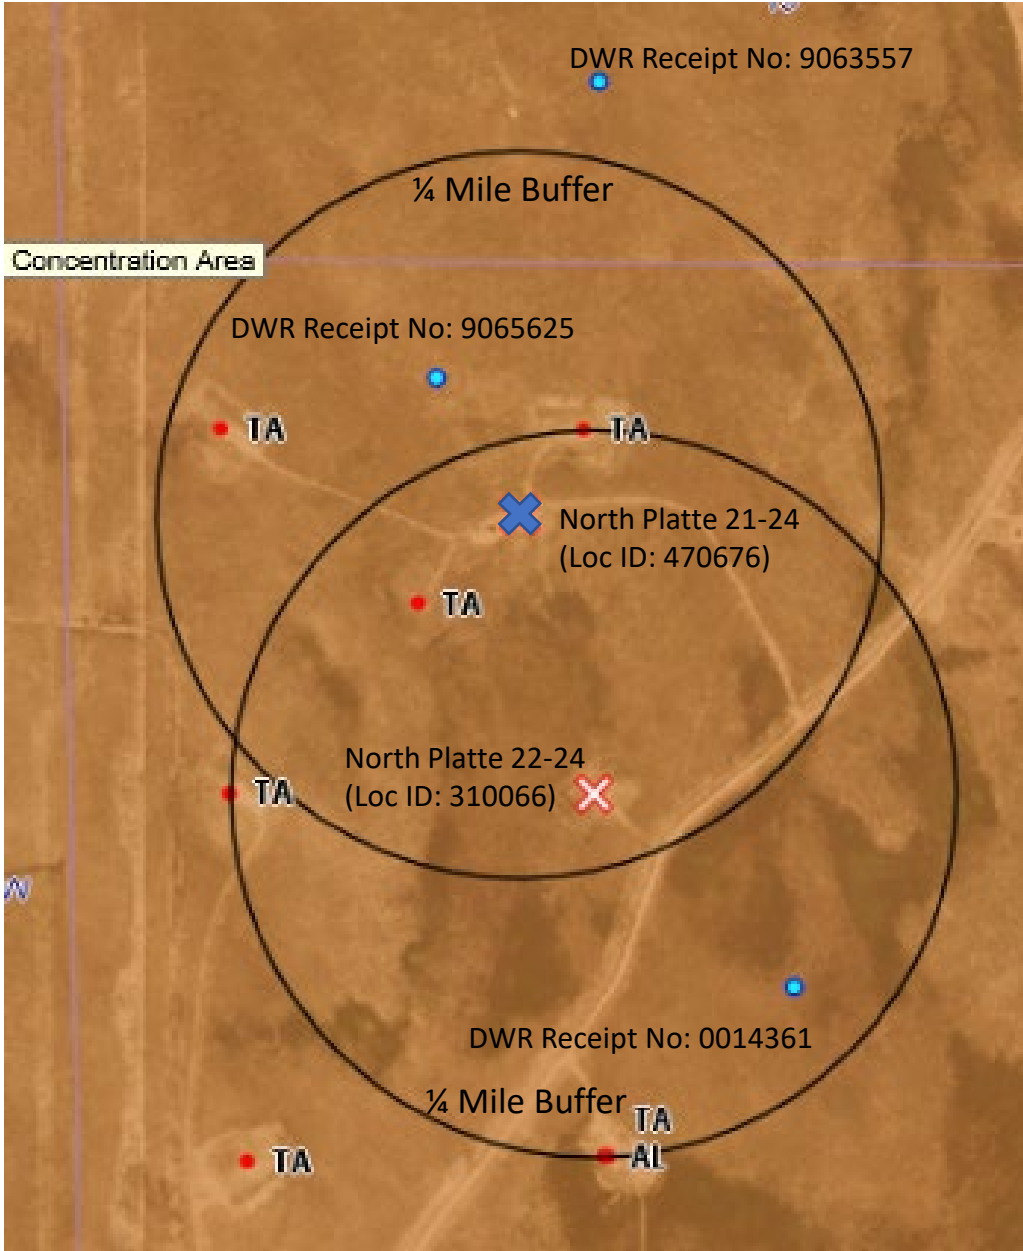 DWR Receipt No: 9063557
¼ Mile Buffer
Concentration Area
DWR Receipt No: 9065625
TA
TA
North Platte 21-24
(Loc ID: 470676)
TA
North Platte 22-24
(Loc ID: 310066)
TA
W
DWR Receipt No: 0014361
¼ Mile Buffer
TA
AL
TA